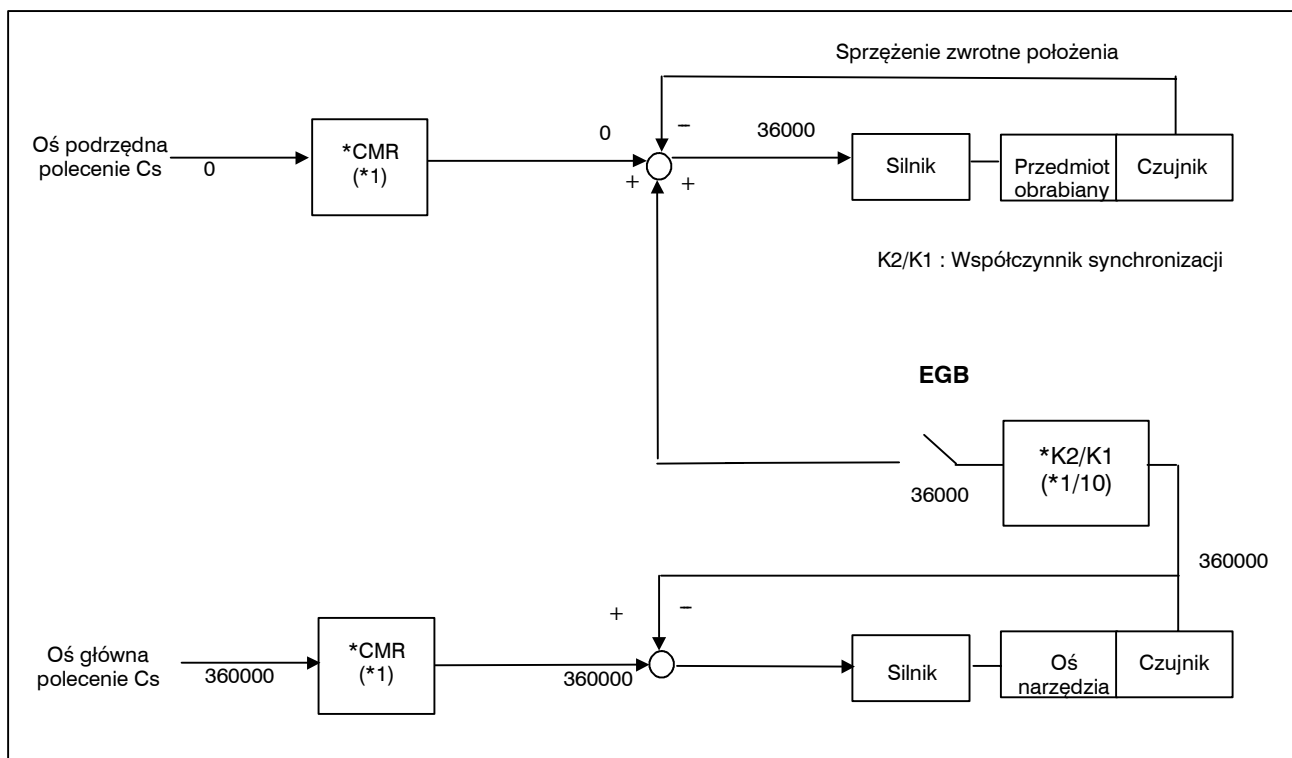 Sprzężenie zwrotne położenia
Oś podrzędna
polecenie Cs
0
*CMR
(*1)
0
−
+
+
36000
Silnik
Przedmiot
obrabiany
Czujnik
K2/K1 : Współczynnik synchronizacji
EGB
36000
*K2/K1
(*1/10)
360000
Oś główna
polecenie Cs
360000
*CMR
(*1)
360000
+
−
Silnik
Oś
narzędzia
Czujnik